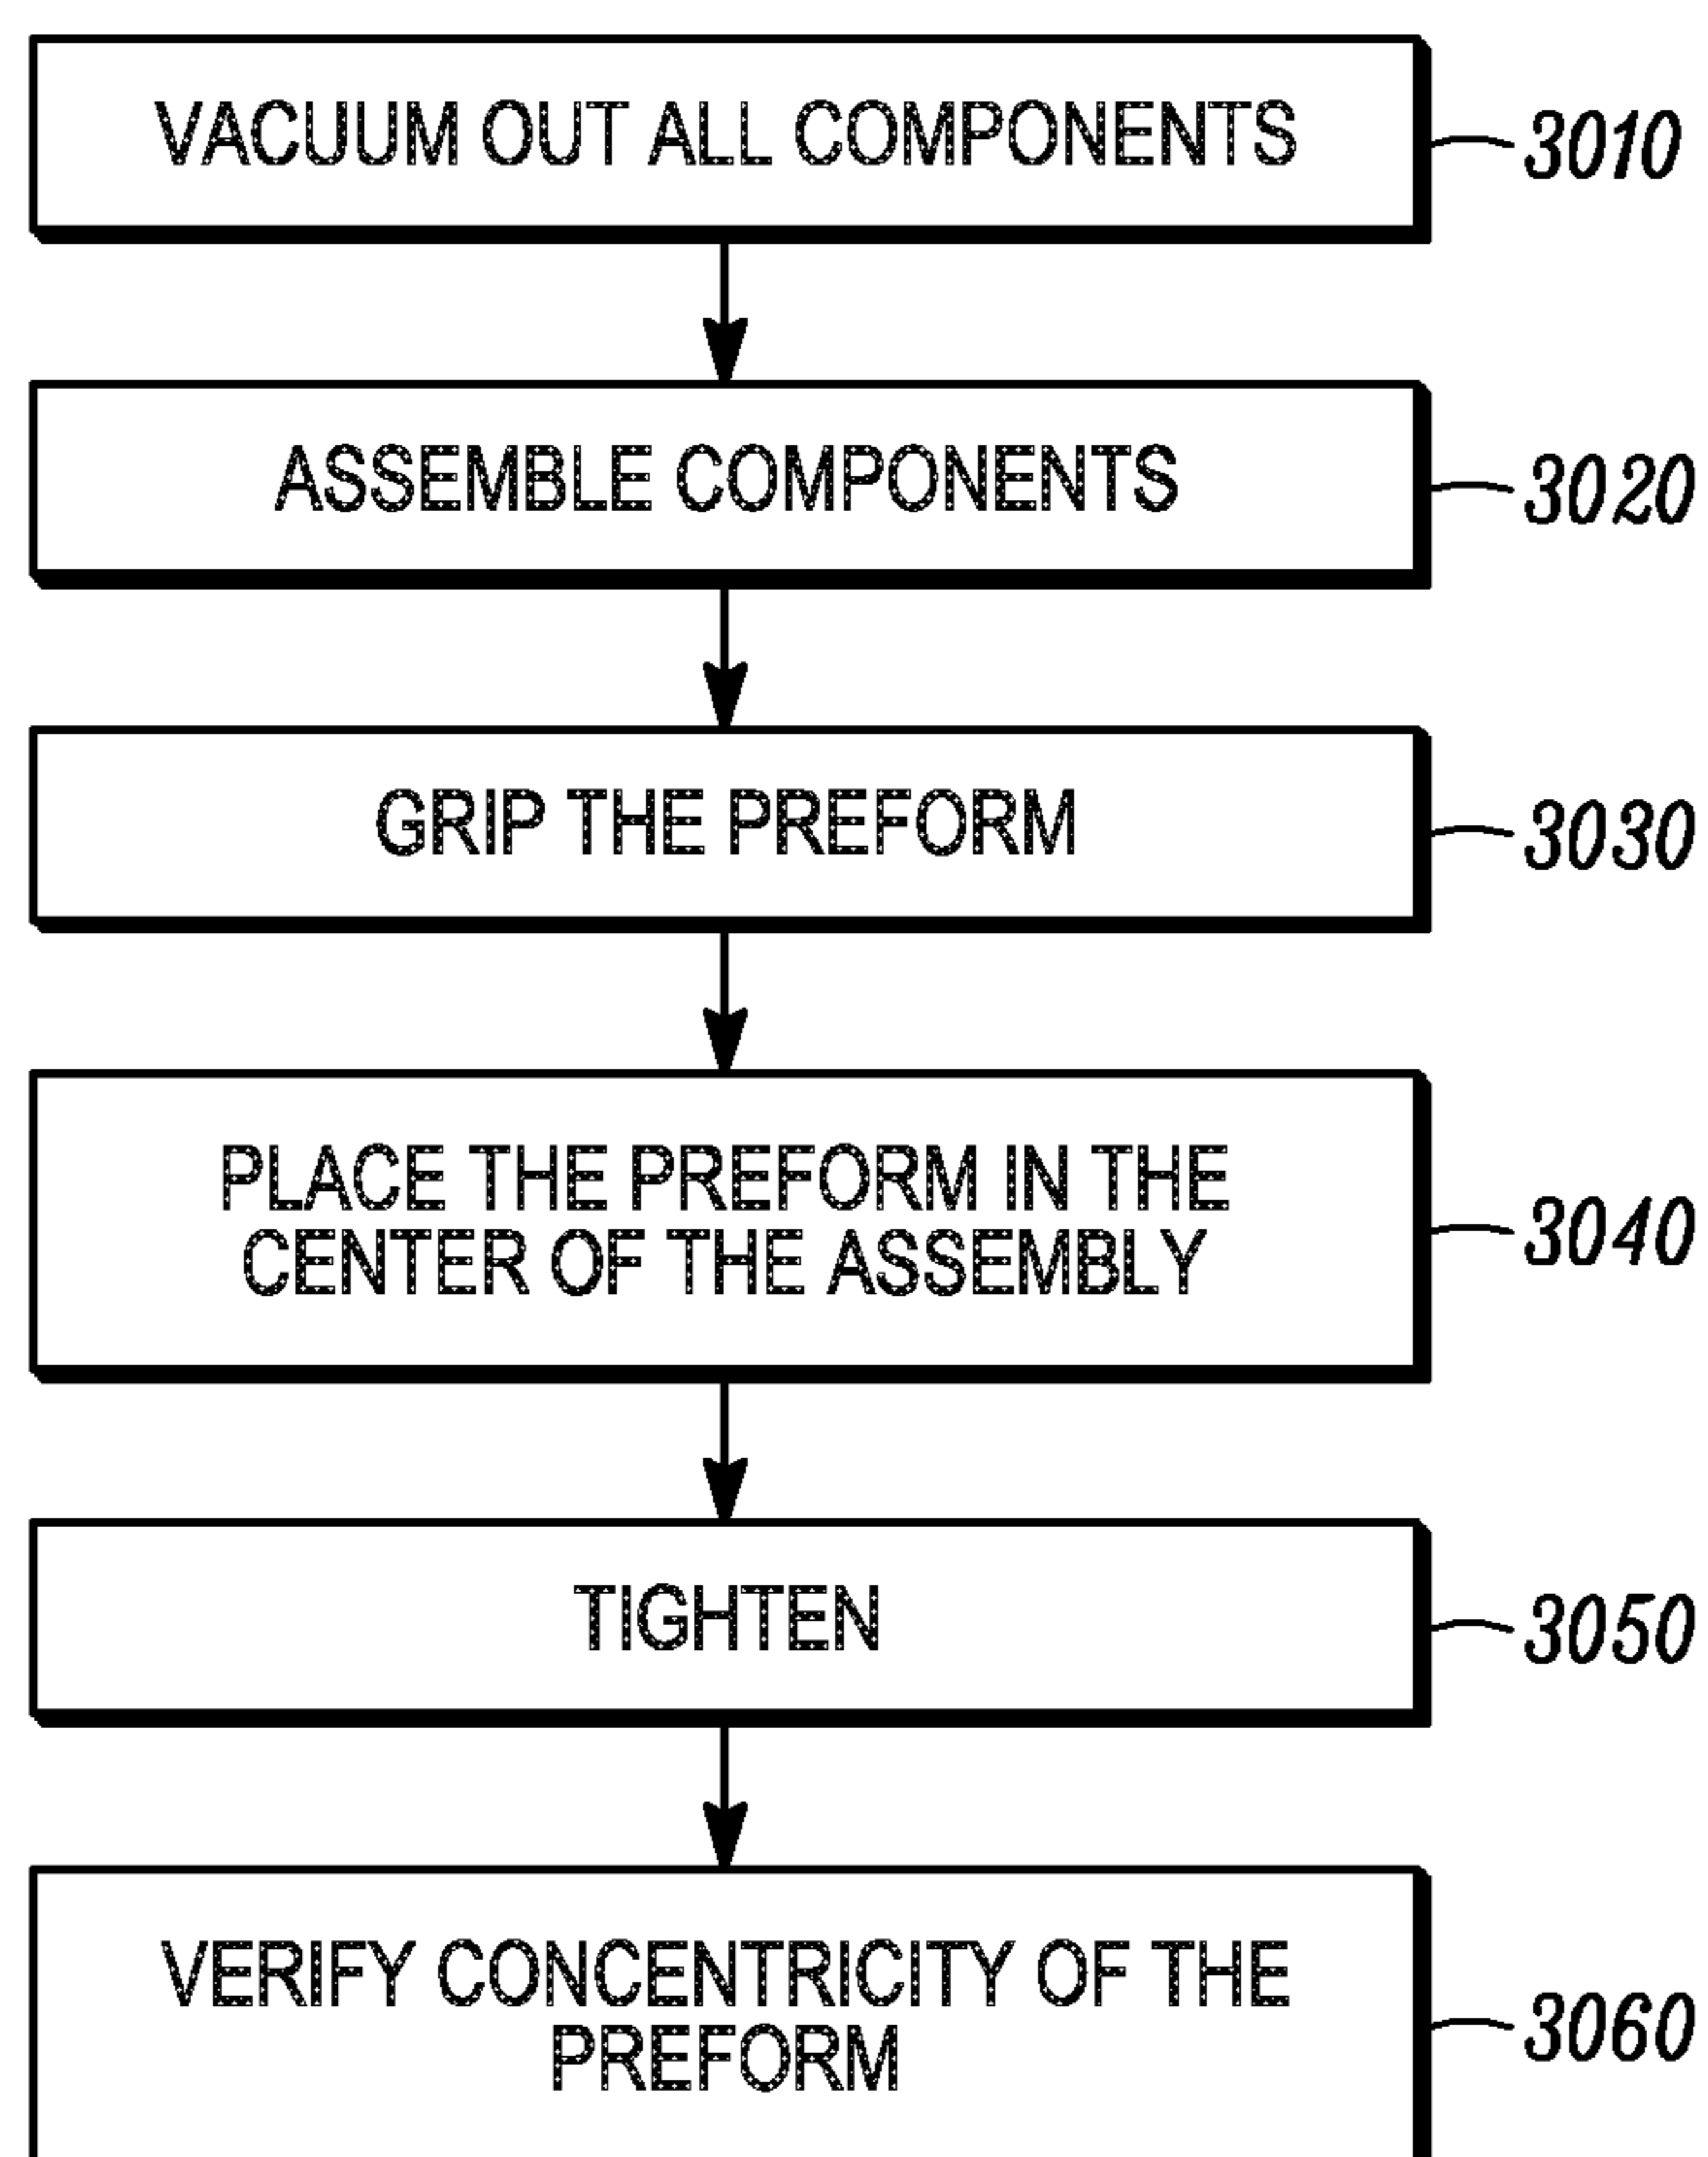 VACUUM OUT ALL COMPONENTS
3010
ASSEMBLE COMPONENTS
3020
GRIP THE PREFORM
3030
PLACE THE PREFORM IN THE
CENTER OF THE ASSEMBLY
3040
TIGHTEN
3050
VERIFY CONCENTRICITY OF THE
PREFORM
3060